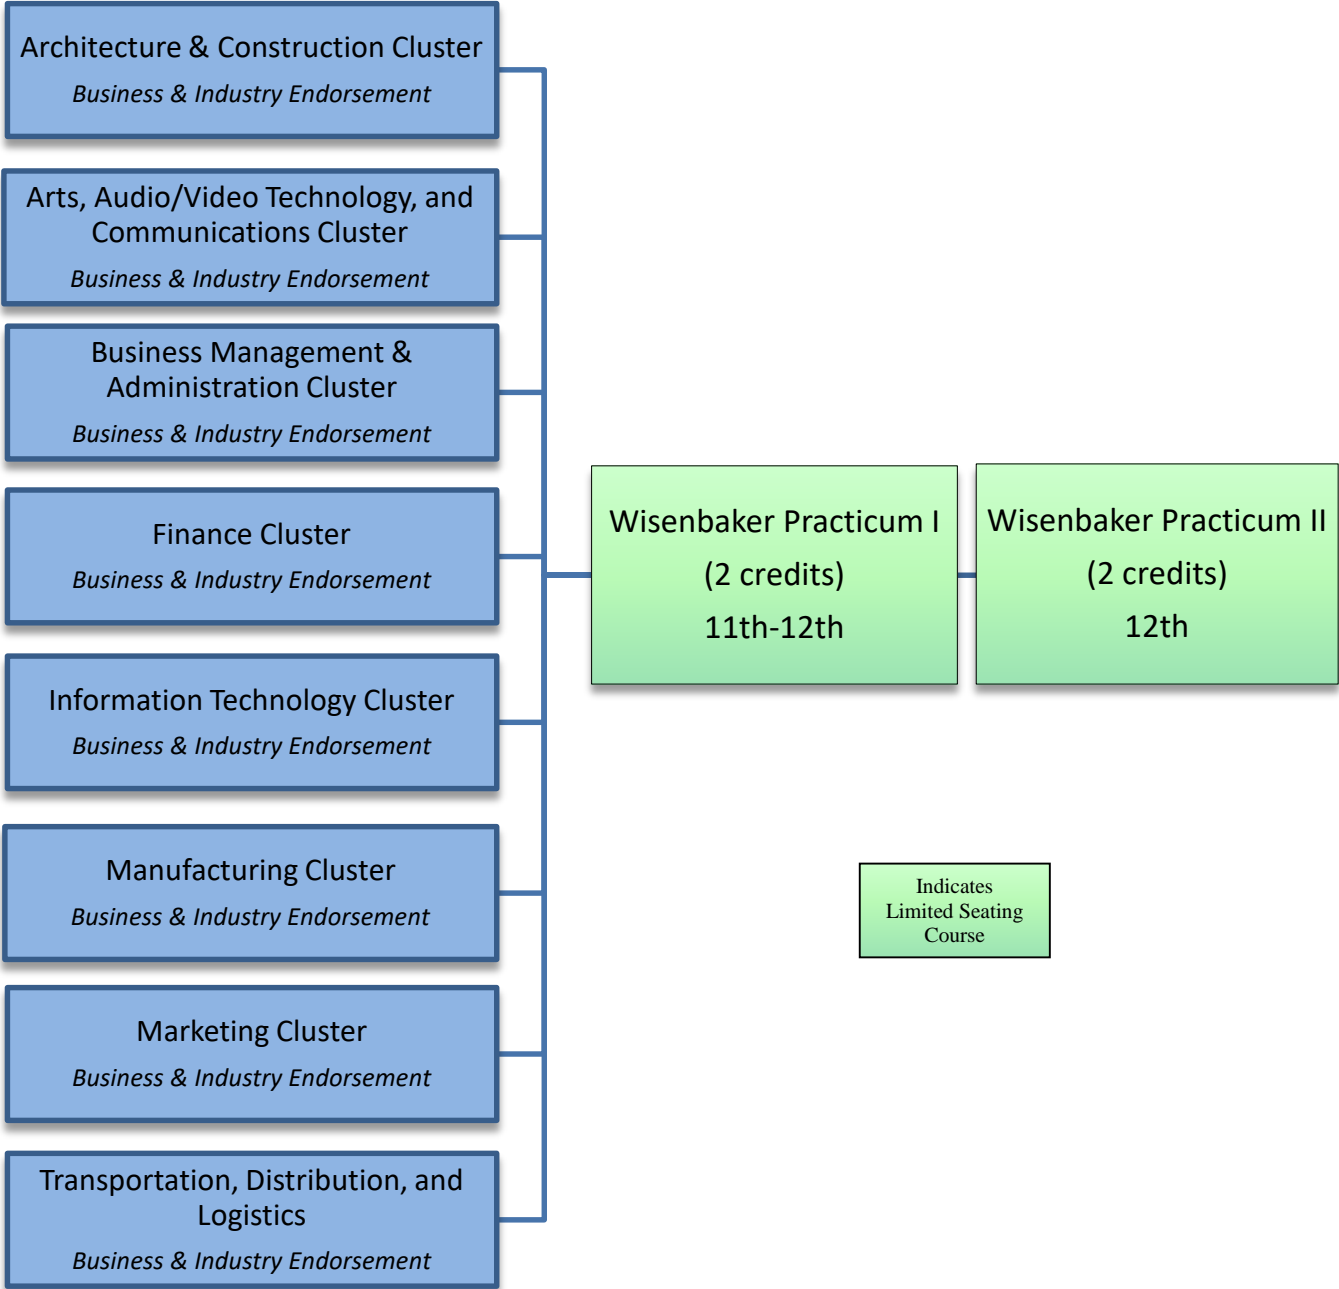 Architecture & Construction Cluster
Business & Industry Endorsement
Arts, Audio/Video Technology, and
Communications Cluster
Business & Industry Endorsement
Business Management &
Administration Cluster
Business & Industry Endorsement
Finance Cluster
Business & Industry Endorsement
Information Technology Cluster
Business & Industry Endorsement
Manufacturing Cluster
Business & Industry Endorsement
Marketing Cluster
Business & Industry Endorsement
Transportation, Distribution, and
Logistics
Business & Industry Endorsement
Wisenbaker Practicum I
(2 credits)
11th-12th
Wisenbaker Practicum II
(2 credits)
12th
Indicates
Limited Seating
Course